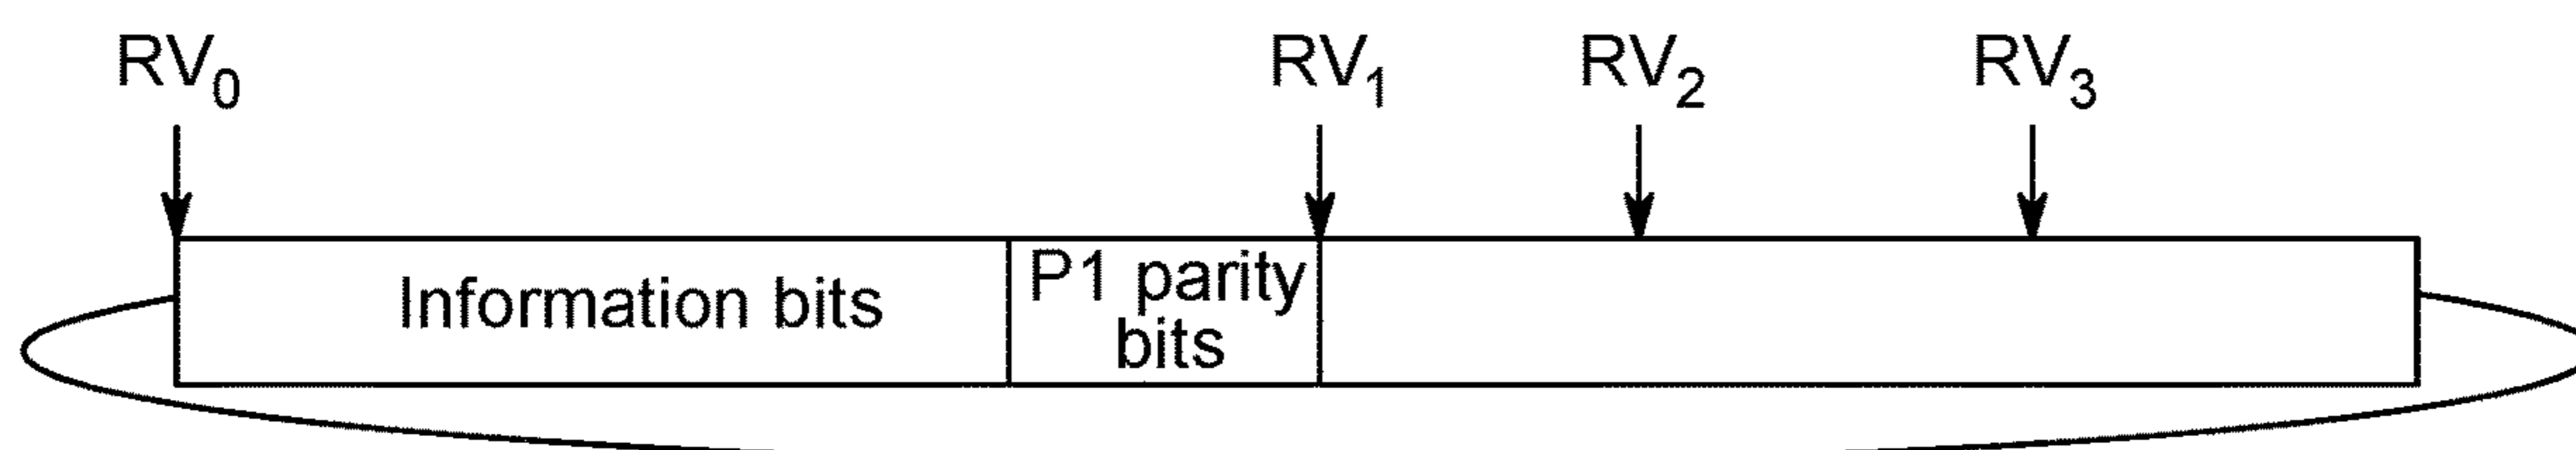 RV₀ RV₁ RV₂ RV₃
Information bits
P1 parity
bits